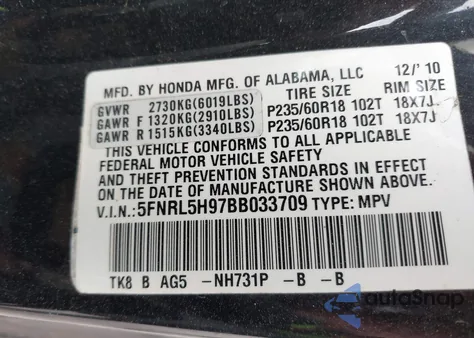 MFD. BY HONDA MFG. OF ALABAMA, LLC 12/'10
TIRE SIZE RIM SIZE
GVWR 2730KG(6019LBS)
GAWR F 1320KG(2910LBS) P235/60R18 102T 18X7J
GAWR R 1515KG(3340LBS) P235/60R18 102T 18X7J
THIS VEHICLE CONFORMS TO ALL APPLICABLE
FEDERAL MOTOR VEHICLE SAFETY
AND THEFT PREVENTION STANDARDS IN EFFECT
ON THE DATE OF MANUFACTURE SHOWN ABOVE.
V.I.N.:5FNRL5H97BB033709 TYPE: MPV
TK8 B AG5 -NH731P -B -B
autoSnap